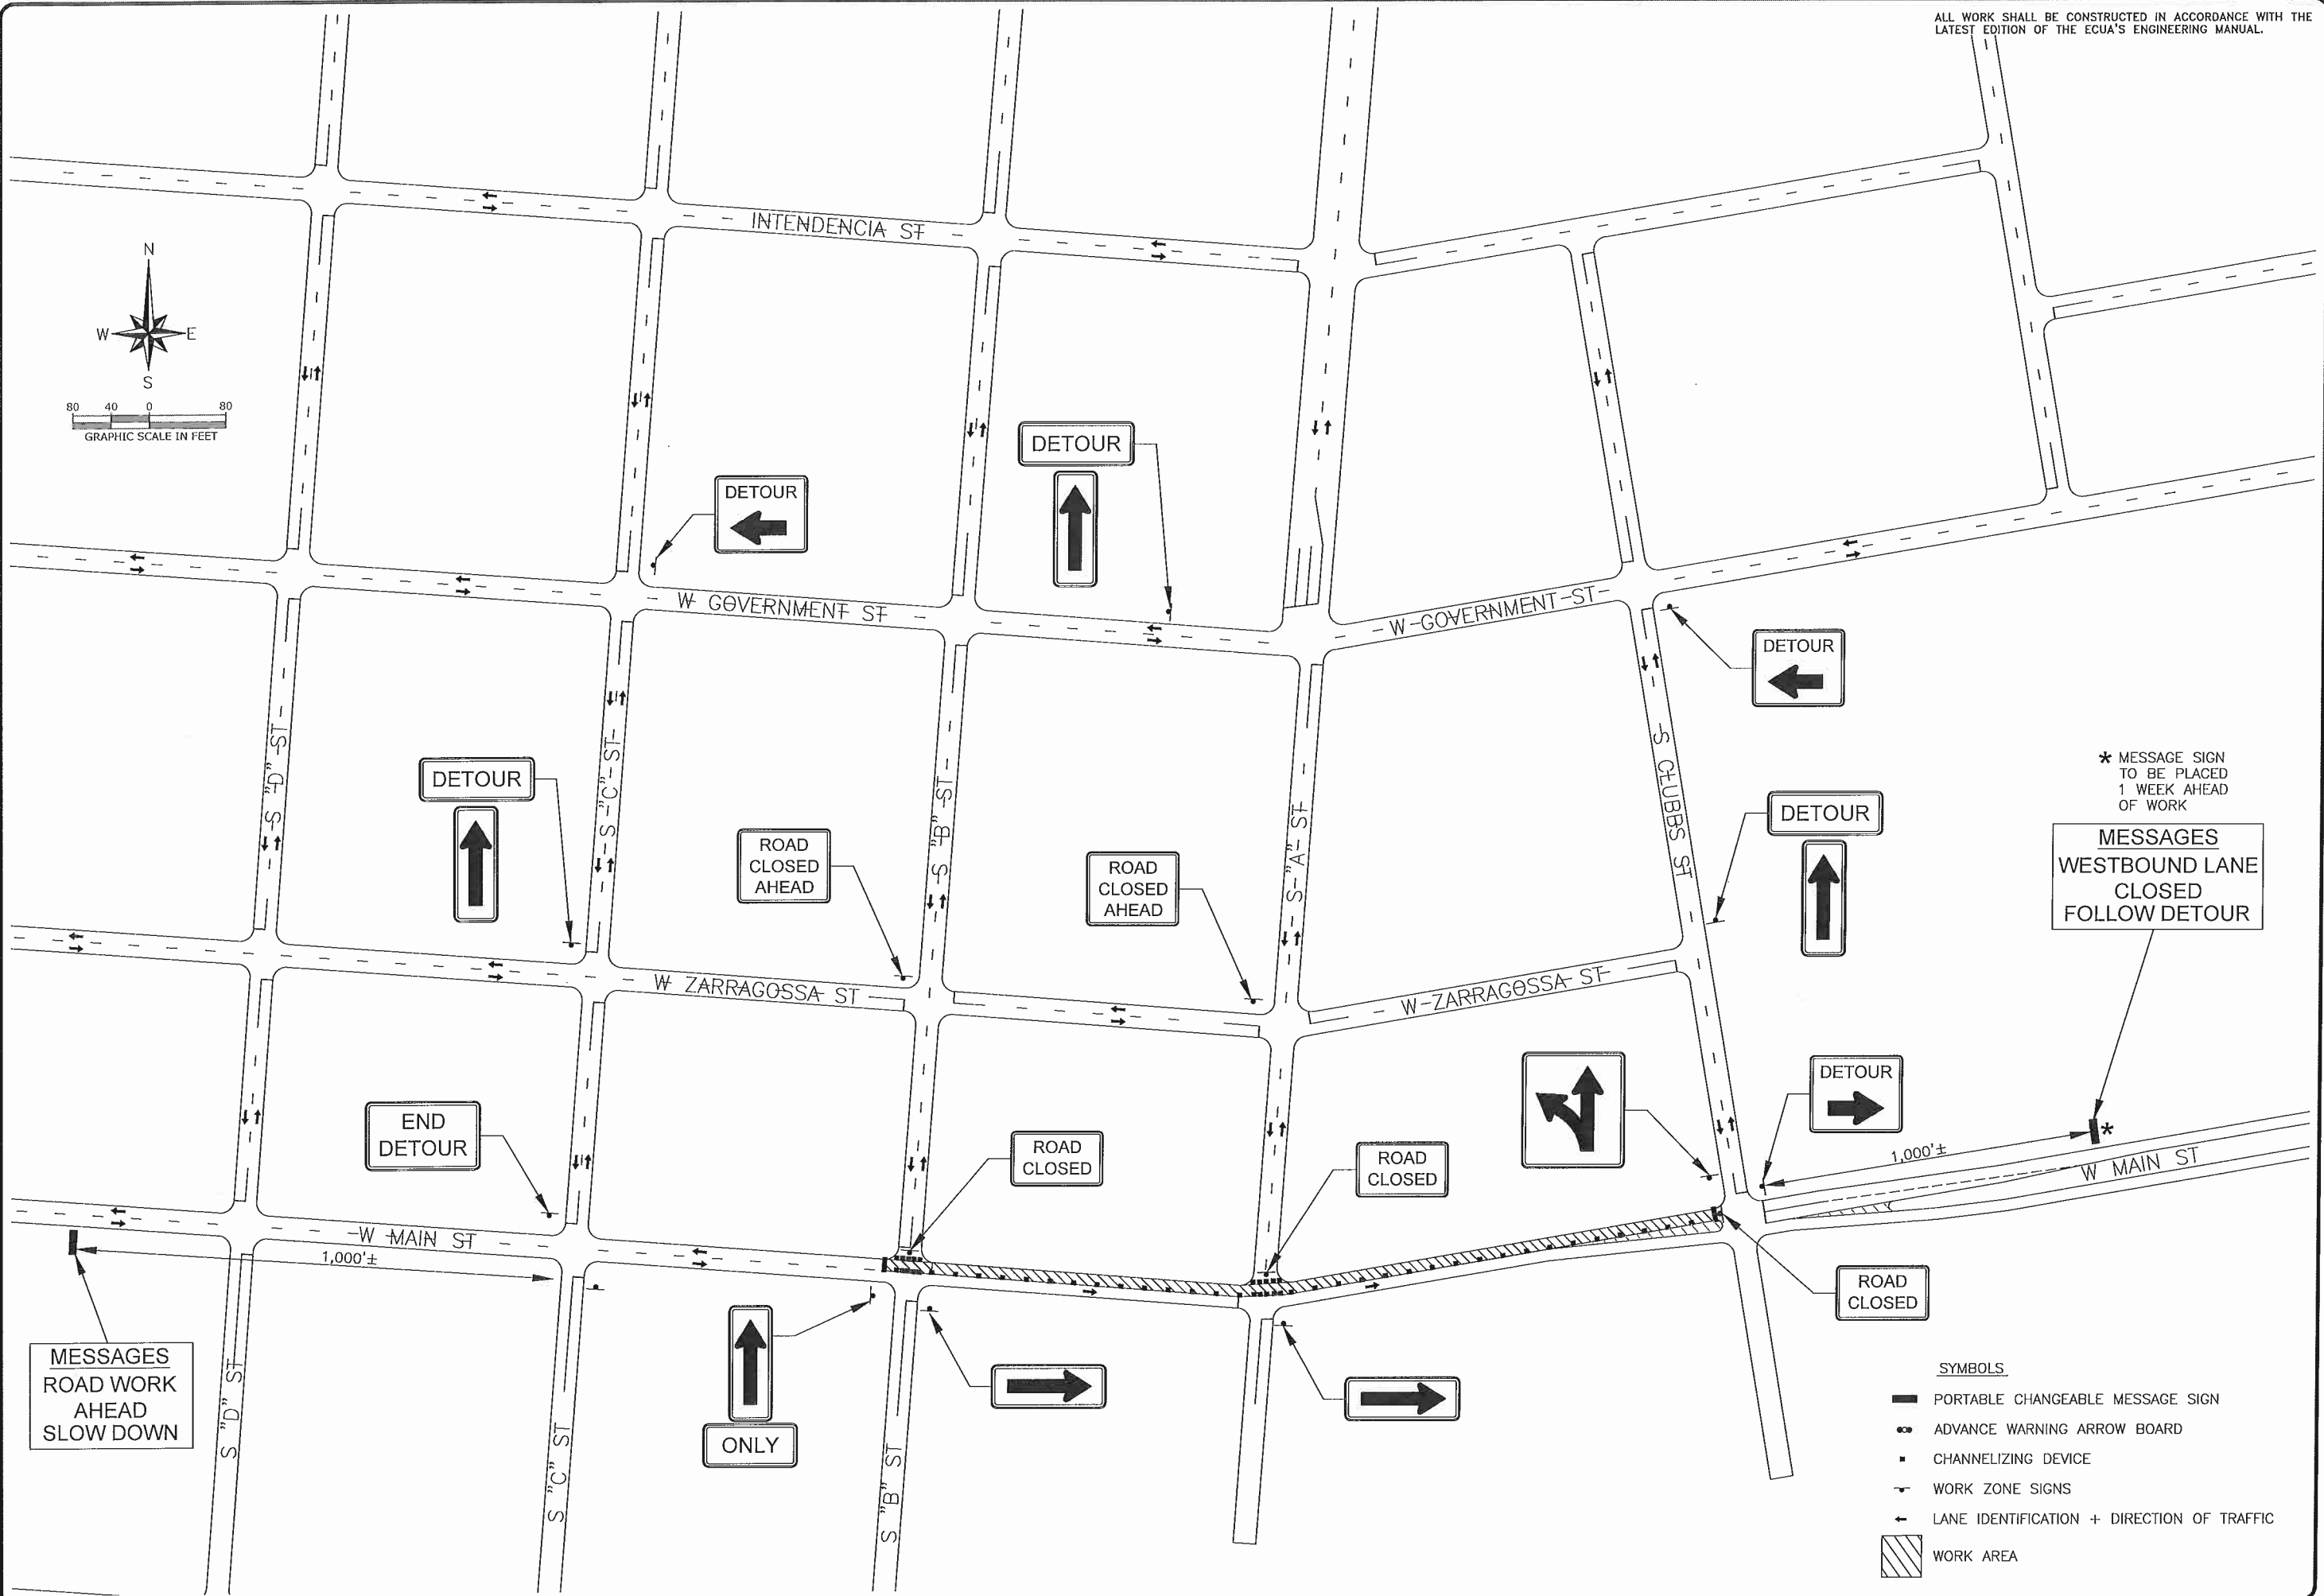 ALL WORK SHALL BE CONSTRUCTED IN ACCORDANCE WITH THE
LATEST EDITION OF THE ECUA'S ENGINEERING MANUAL.
INTENDENCIA ST
N
W E
S
80 40 0 80
GRAPHIC SCALE IN FEET
DETOUR
DETOUR
W GOVERNMENT ST
W GOVERNMENT ST
DETOUR
S "D" ST
S "C" ST
S "B" ST
S "A" ST
S CLUBBS ST
DETOUR
ROAD
CLOSED
AHEAD
ROAD
CLOSED
AHEAD
DETOUR
* MESSAGE SIGN
TO BE PLACED
1 WEEK AHEAD
OF WORK
MESSAGES
WESTBOUND LANE
CLOSED
FOLLOW DETOUR
W ZARRAGOSSA ST
W ZARRAGOSSA ST
DETOUR
END
DETOUR
ROAD
CLOSED
ROAD
CLOSED
*
1,000'±
W MAIN ST
W MAIN ST
1,000'±
ROAD
CLOSED
MESSAGES
ROAD WORK
AHEAD
SLOW DOWN
S "D" ST
S "C" ST
ONLY
S "B" ST
SYMBOLS
PORTABLE CHANGEABLE MESSAGE SIGN
ADVANCE WARNING ARROW BOARD
CHANNELIZING DEVICE
WORK ZONE SIGNS
LANE IDENTIFICATION + DIRECTION OF TRAFFIC
WORK AREA